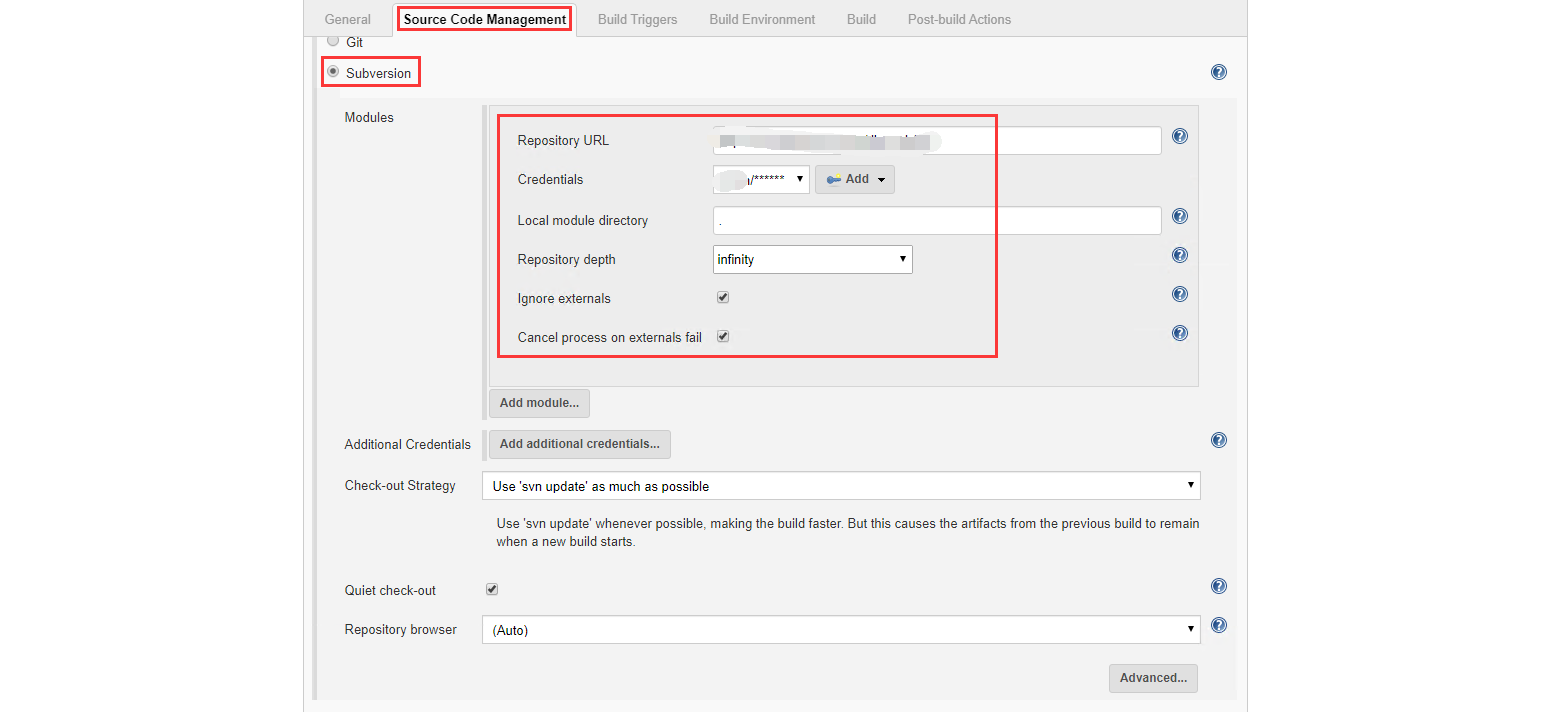 General Source Code Management Build Triggers Build Environment Build Post-build Actions
Git
Subversion
Modules
Repository URL
Credentials /****** Add
Local module directory .
Repository depth infinity
Ignore externals
Cancel process on externals fail
Add module...
Additional Credentials Add additional credentials...
Check-out Strategy Use 'svn update' as much as possible
Use 'svn update' whenever possible, making the build faster. But this causes the artifacts from the previous build to remain
when a new build starts.
Quiet check-out
Repository browser (Auto)
Advanced...